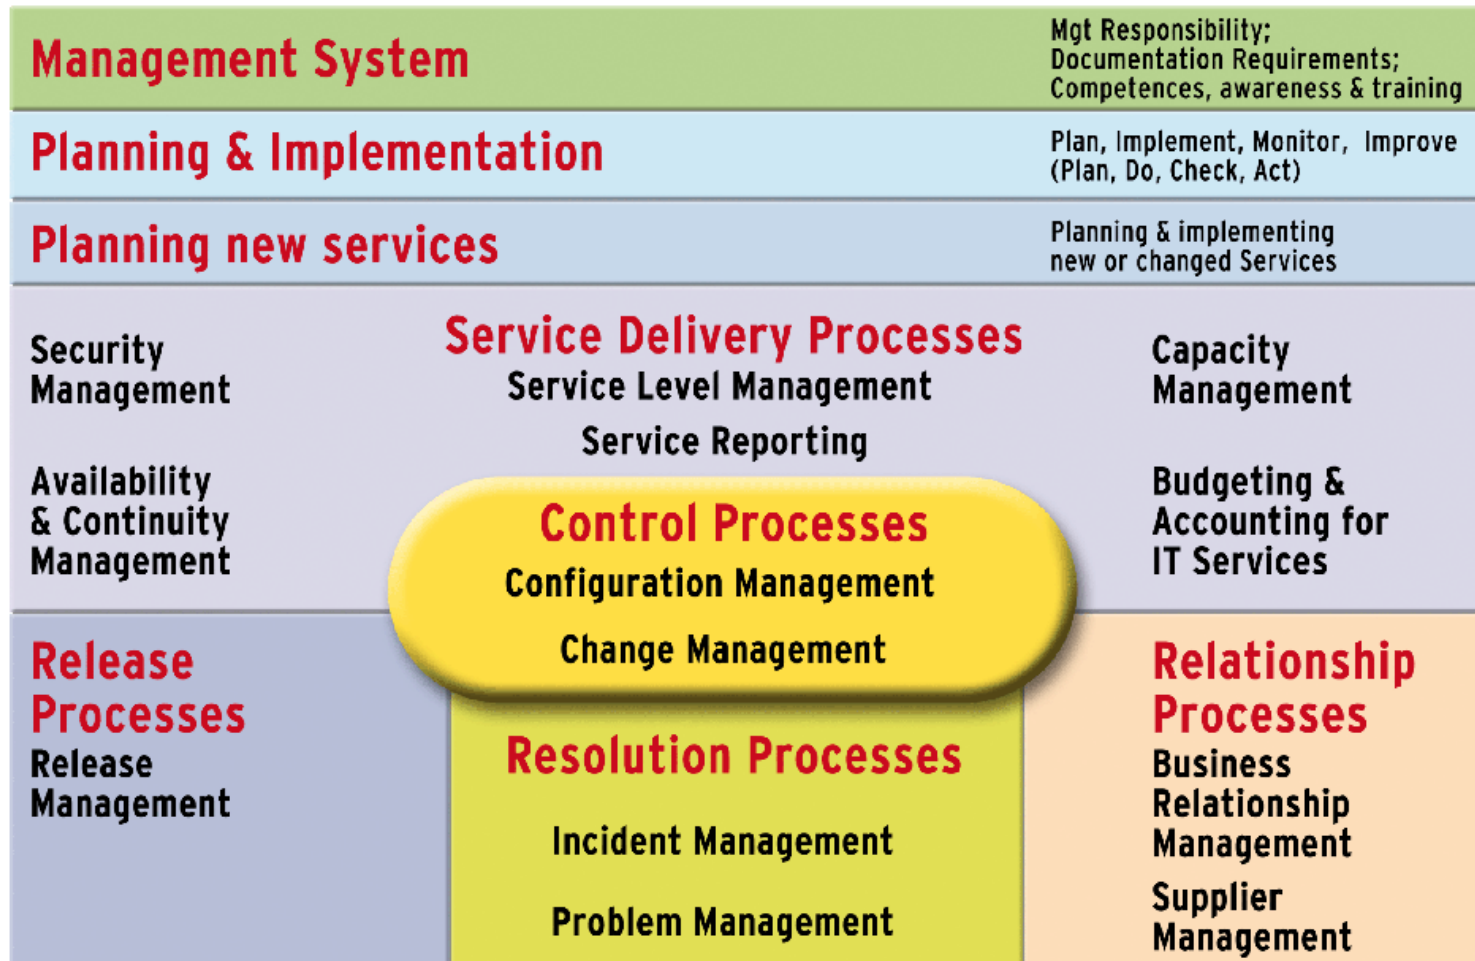 Management System
Mgt Responsibility;
Documentation Requirements;
Competences, awareness & training
Planning & Implementation
Plan, Implement, Monitor, Improve
(Plan, Do, Check, Act)
Planning new services
Planning & implementing
new or changed Services
Service Delivery Processes
Security
Management
Availability
& Continuity
Management
Service Level Management
Service Reporting
Capacity
Management
Budgeting &
Accounting for
IT Services
Control Processes
Configuration Management
Change Management
Release
Processes
Release
Management
Resolution Processes
Incident Management
Problem Management
Relationship
Processes
Business
Relationship
Management
Supplier
Management